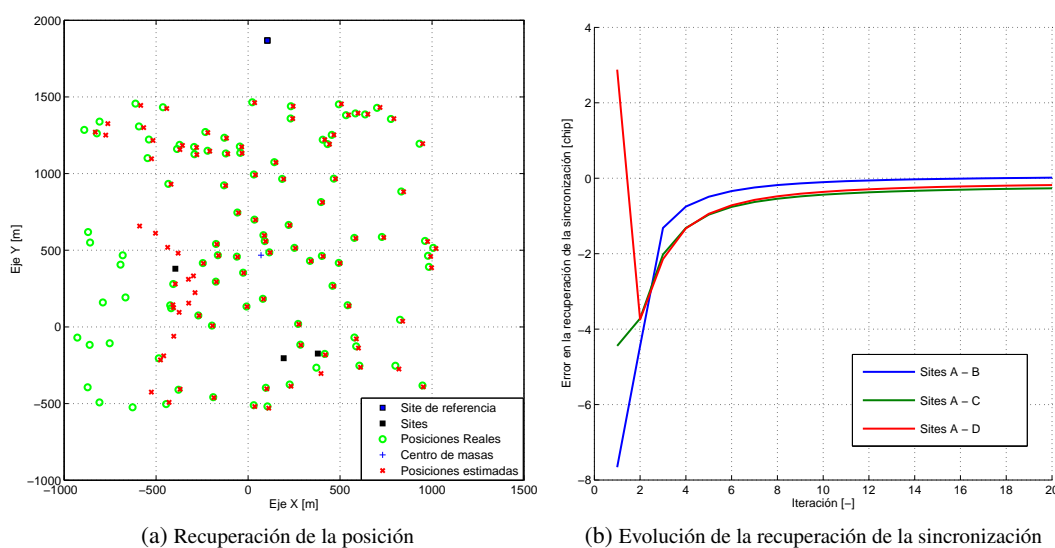 2000
1500
1000
500
0
−500
−1000
−1000
−500
0
500
1000
1500
Eje Y [m]
Eje X [m]
Site de referencia
Sites
Posiciones Reales
Centro de masas
Posiciones estimadas
(a) Recuperación de la posición
4
2
0
−2
−4
−6
−8
0
2
4
6
8
10
12
14
16
18
20
Error en la recuperación de la sincronización [chip]
Iteración [−]
Sites A − B
Sites A − C
Sites A − D
(b) Evolución de la recuperación de la sincronización